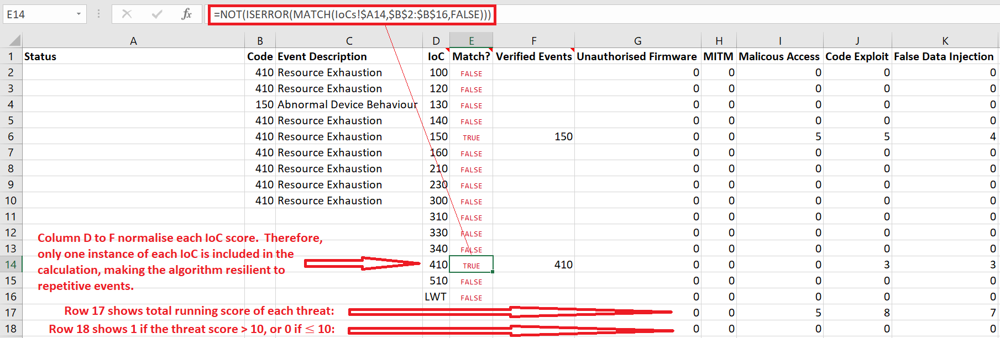 E14 fx =NOT(ISERROR(MATCH(IoCs!$A14,$B$2:$B$16,FALSE)))
A B C D E F G H I J K
1 Status Code Event Description IoC Match? Verified Events Unauthorised Firmware MITM Malicous Access Code Exploit False Data Injection
2 410 Resource Exhaustion 100 FALSE 0 0 0 0 0
3 410 Resource Exhaustion 120 FALSE 0 0 0 0 0
4 150 Abnormal Device Behaviour 130 FALSE 0 0 0 0 0
5 410 Resource Exhaustion 140 FALSE 0 0 0 0 0
6 410 Resource Exhaustion 150 TRUE 150 0 0 5 5 4
7 410 Resource Exhaustion 160 FALSE 0 0 0 0 0
8 410 Resource Exhaustion 210 FALSE 0 0 0 0 0
9 410 Resource Exhaustion 230 FALSE 0 0 0 0 0
10 410 Resource Exhaustion 300 FALSE 0 0 0 0 0
11 310 FALSE 0 0 0 0 0
12 330 FALSE 0 0 0 0 0
13 340 FALSE 0 0 0 0 0
14 410 TRUE 410 0 0 0 3 3
15 510 FALSE 0 0 0 0 0
16 LWT FALSE 0 0 0 0 0
Column D to F normalise each IoC score. Therefore,
only one instance of each IoC is included in the
calculation, making the algorithm resilient to
repetitive events.
17 Row 17 shows total running score of each threat: 0 0 5 8 7
18 Row 18 shows 1 if the threat score > 10, or 0 if ≤ 10: 0 0 0 0 0